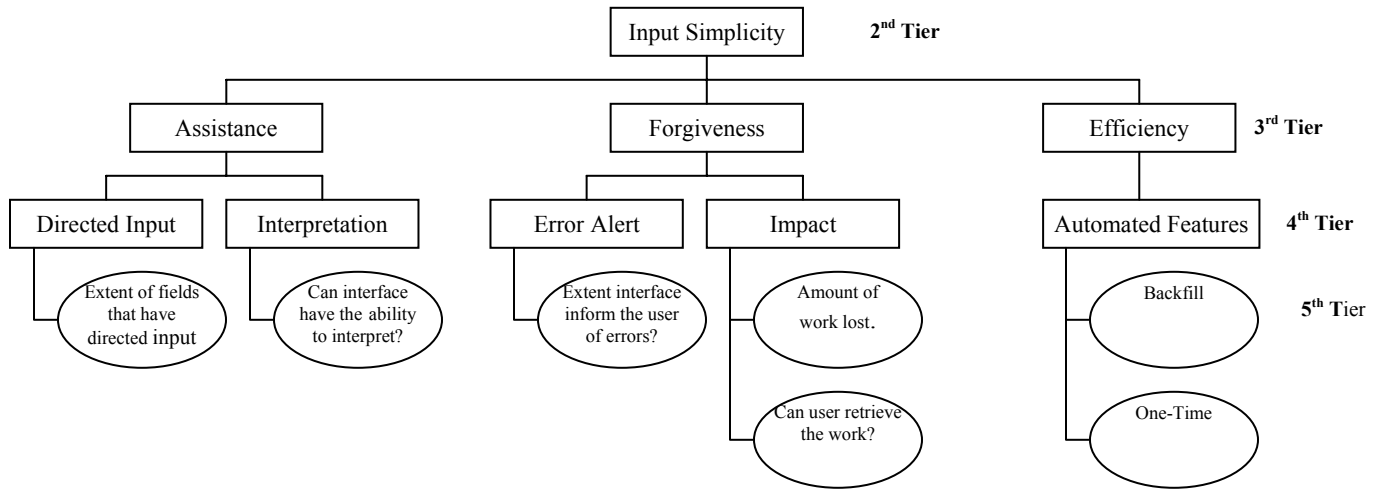 Input Simplicity
2nd Tier
Assistance
Forgiveness
Efficiency
3rd Tier
Directed Input
Interpretation
Error Alert
Impact
Automated Features
4th Tier
Extent of fields
that have
directed input
Can interface
have the ability
to interpret?
Extent interface
inform the user
of errors?
Amount of
work lost.
Backfill
5th Tier
Can user retrieve
the work?
One-Time